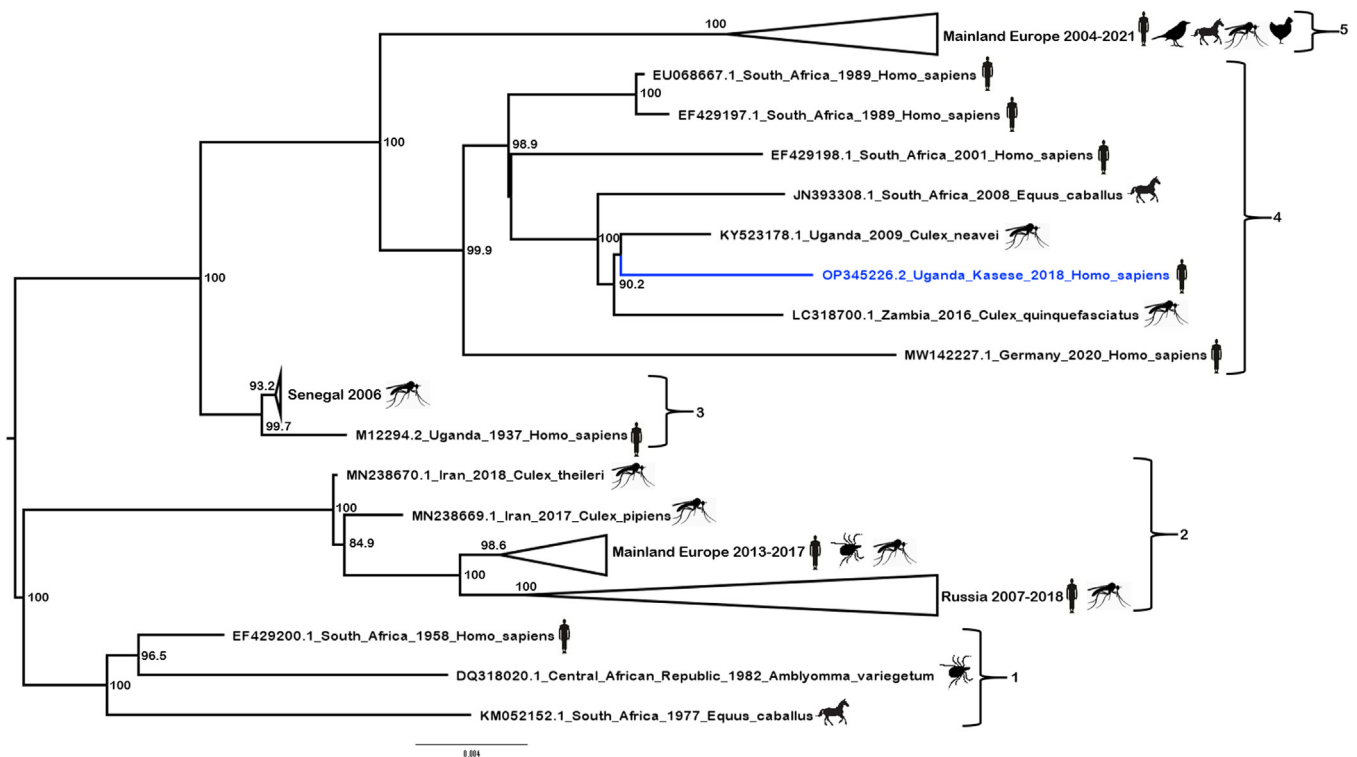 100
Mainland Europe 2004-2021
5
EU068667.1_South_Africa_1989_Homo_sapiens
100
EF429197.1_South_Africa_1989_Homo_sapiens
100
98.9
EF429198.1_South_Africa_2001_Homo_sapiens
JN393308.1_South_Africa_2008_Equus_caballus
4
KY523178.1_Uganda_2009_Culex_neavei
100
99.9
OP345226.2_Uganda_Kasese_2018_Homo_sapiens
100
90.2
LC318700.1_Zambia_2016_Culex_quinquefasciatus
MW142227.1_Germany_2020_Homo_sapiens
93.2
Senegal 2006
3
99.7
M12294.2_Uganda_1937_Homo_sapiens
MN238670.1_Iran_2018_Culex_theileri
100
MN238669.1_Iran_2017_Culex_pipiens
2
84.9
98.6
Mainland Europe 2013-2017
100
100
Russia 2007-2018
100
EF429200.1_South_Africa_1958_Homo_sapiens
96.5
DQ318020.1_Central_African_Republic_1982_Amblyomma_variegetum
1
100
KM052152.1_South_Africa_1977_Equus_caballus
0.004